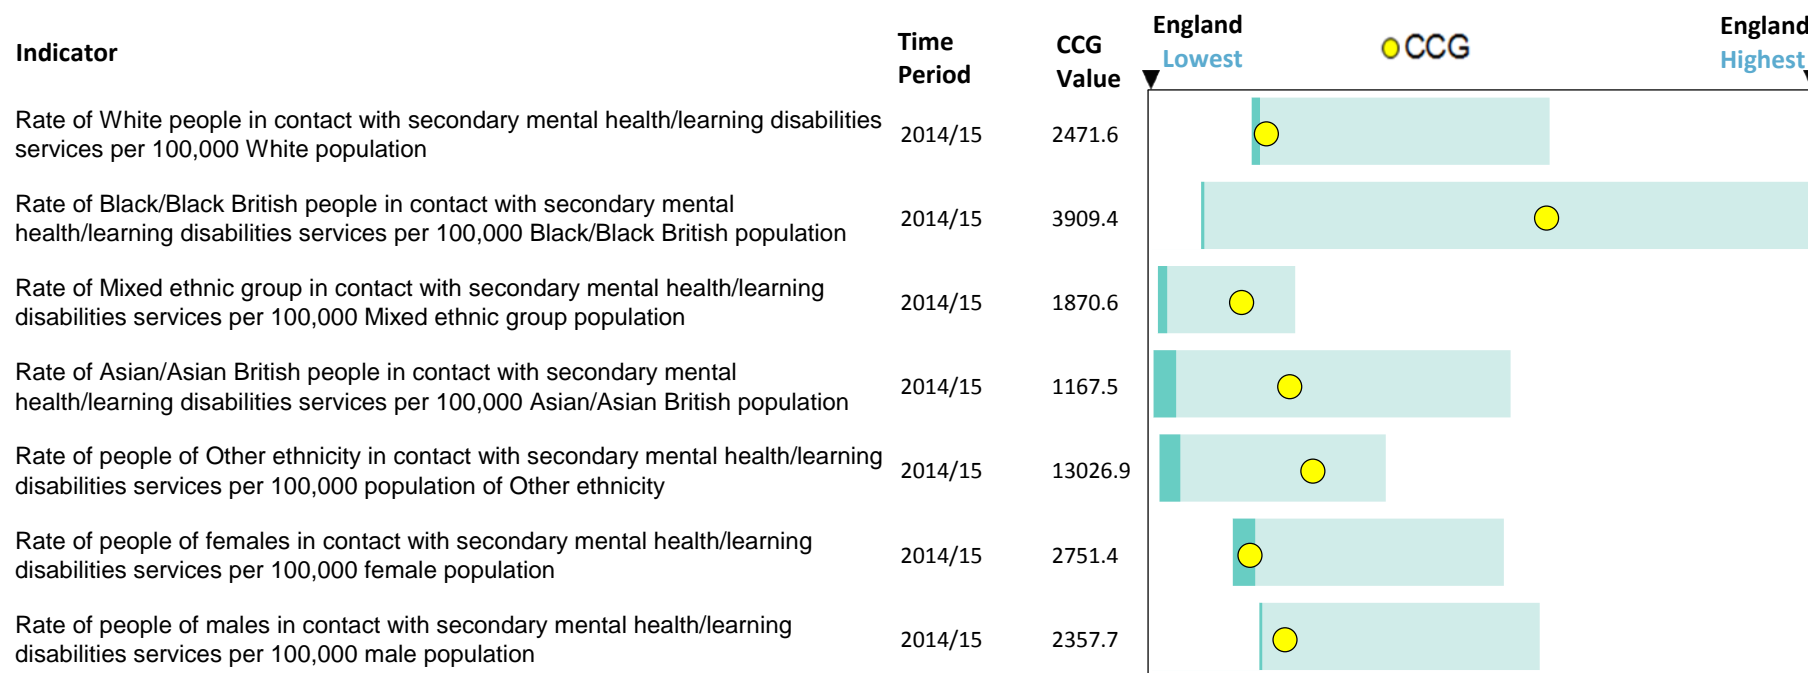 Indicator
Time
Period
CCG
Value
England
Lowest
CCG
England
Highest
Rate of White people in contact with secondary mental health/learning disabilities
services per 100,000 White population
2014/15
2471.6
Rate of Black/Black British people in contact with secondary mental
health/learning disabilities services per 100,000 Black/Black British population
2014/15
3909.4
Rate of Mixed ethnic group in contact with secondary mental health/learning
disabilities services per 100,000 Mixed ethnic group population
2014/15
1870.6
Rate of Asian/Asian British people in contact with secondary mental
health/learning disabilities services per 100,000 Asian/Asian British population
2014/15
1167.5
Rate of people of Other ethnicity in contact with secondary mental health/learning
disabilities services per 100,000 population of Other ethnicity
2014/15
13026.9
Rate of people of females in contact with secondary mental health/learning
disabilities services per 100,000 female population
2014/15
2751.4
Rate of people of males in contact with secondary mental health/learning
disabilities services per 100,000 male population
2014/15
2357.7